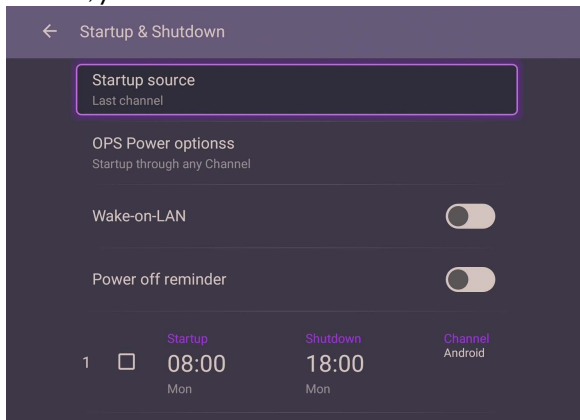 Startup & Shutdown
Startup source
Last channel
OPS Power optionss
Startup through any Channel
Wake-on-LAN
Power off reminder
Startup Shutdown Channel
1 08:00 18:00 Android
Mon Mon